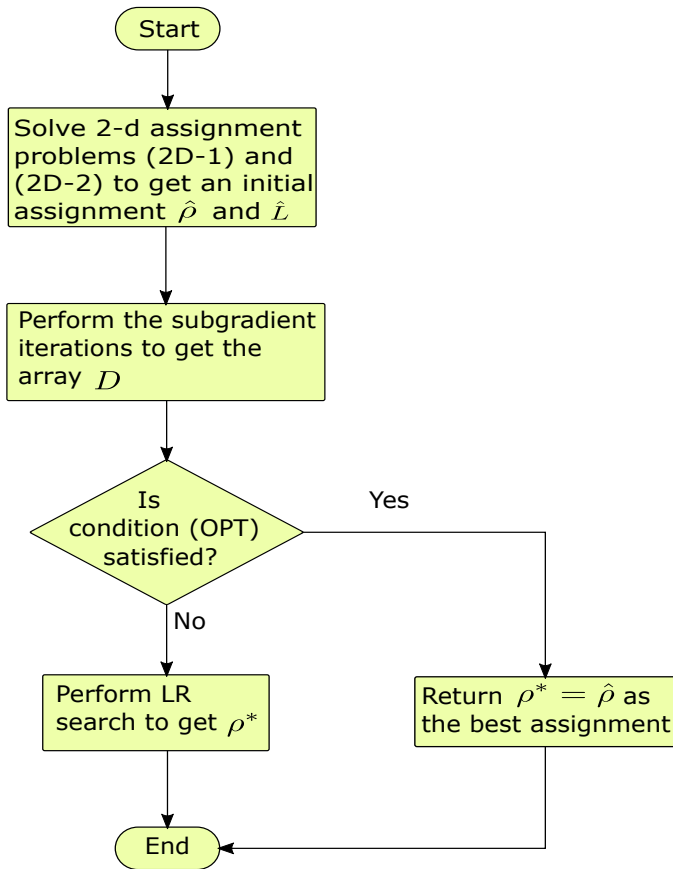 Start
Solve 2-d assignment
problems (2D-1) and
(2D-2) to get an initial
assignment ρ̂ and L̂
Perform the subgradient
iterations to get the
array D
Is
condition (OPT)
satisfied?
Yes
No
Perform LR
search to get ρ*
Return ρ* = ρ̂ as
the best assignment
End